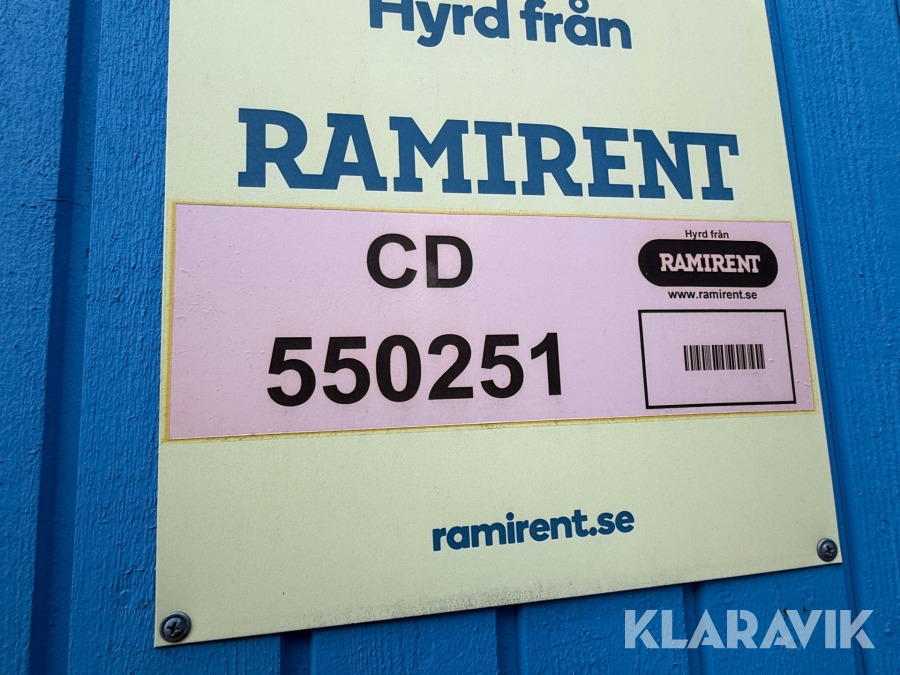 Hyrd från
RAMIRENT
CD
550251
Hyrd från
RAMIRENT
www.ramirent.se
ramirent.se
KLARAVIK